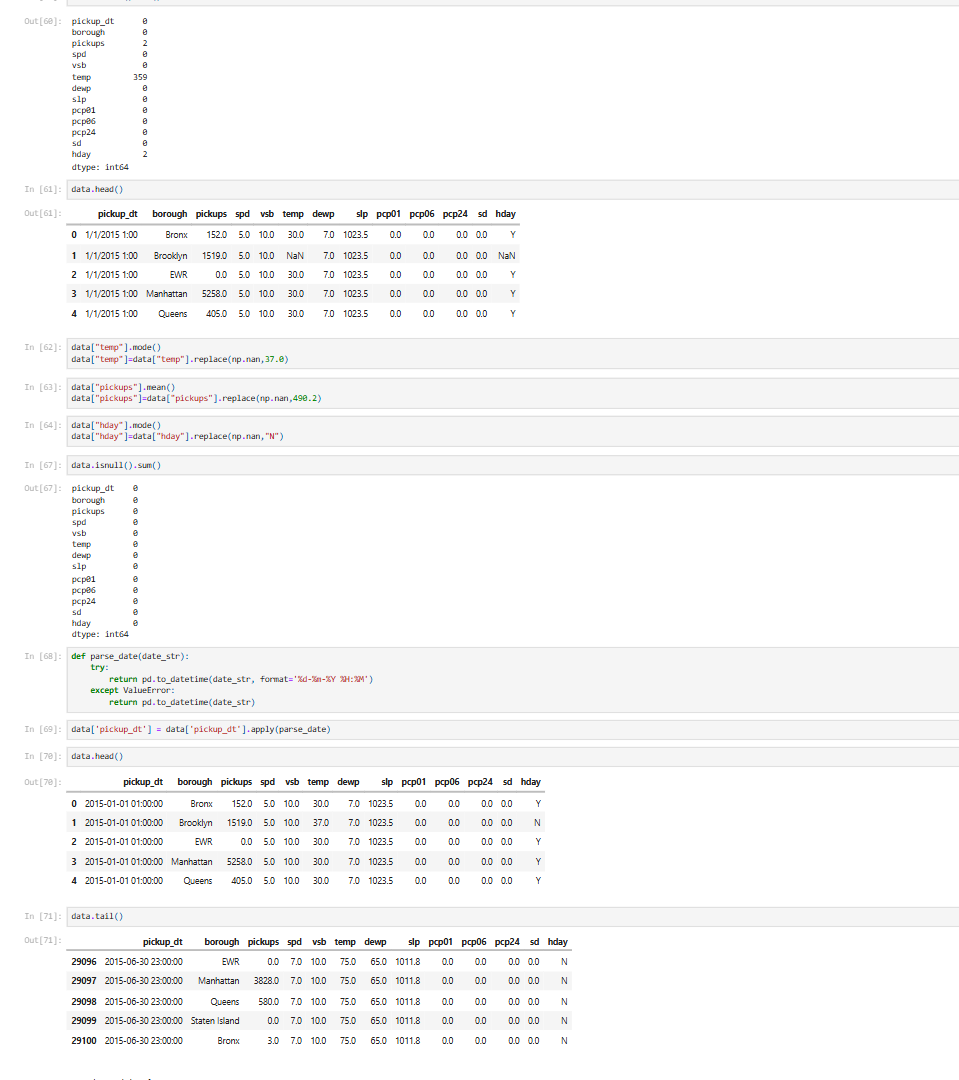 Out[60]: pickup_dt 0
borough 0
pickups 2
spd 0
vsb 0
temp 359
dewp 0
slp 0
pcp01 0
pcp06 0
pcp24 0
sd 0
hday 2
dtype: int64
In [61]: data.head()
Out[61]: pickup_dt borough pickups spd vsb temp dewp slp pcp01 pcp06 pcp24 sd hday
0 1/1/2015 1:00 Bronx 152.0 5.0 10.0 30.0 7.0 1023.5 0.0 0.0 0.0 0.0 Y
1 1/1/2015 1:00 Brooklyn 1519.0 5.0 10.0 NaN 7.0 1023.5 0.0 0.0 0.0 0.0 NaN
2 1/1/2015 1:00 EWR 0.0 5.0 10.0 30.0 7.0 1023.5 0.0 0.0 0.0 0.0 Y
3 1/1/2015 1:00 Manhattan 5258.0 5.0 10.0 30.0 7.0 1023.5 0.0 0.0 0.0 0.0 Y
4 1/1/2015 1:00 Queens 405.0 5.0 10.0 30.0 7.0 1023.5 0.0 0.0 0.0 0.0 Y
In [62]: data["temp"].mode()
data["temp"]=data["temp"].replace(np.nan,37.0)
In [63]: data["pickups"].mean()
data["pickups"]=data["pickups"].replace(np.nan,490.2)
In [64]: data["hday"].mode()
data["hday"]=data["hday"].replace(np.nan,"N")
In [67]: data.isnull().sum()
Out[67]: pickup_dt 0
borough 0
pickups 0
spd 0
vsb 0
temp 0
dewp 0
slp 0
pcp01 0
pcp06 0
pcp24 0
sd 0
hday 0
dtype: int64
In [68]: def parse_date(date_str):
try:
return pd.to_datetime(date_str, format='%d-%m-%Y %H:%M')
except ValueError:
return pd.to_datetime(date_str)
In [69]: data['pickup_dt'] = data['pickup_dt'].apply(parse_date)
In [70]: data.head()
Out[70]: pickup_dt borough pickups spd vsb temp dewp slp pcp01 pcp06 pcp24 sd hday
0 2015-01-01 01:00:00 Bronx 152.0 5.0 10.0 30.0 7.0 1023.5 0.0 0.0 0.0 0.0 Y
1 2015-01-01 01:00:00 Brooklyn 1519.0 5.0 10.0 37.0 7.0 1023.5 0.0 0.0 0.0 0.0 N
2 2015-01-01 01:00:00 EWR 0.0 5.0 10.0 30.0 7.0 1023.5 0.0 0.0 0.0 0.0 Y
3 2015-01-01 01:00:00 Manhattan 5258.0 5.0 10.0 30.0 7.0 1023.5 0.0 0.0 0.0 0.0 Y
4 2015-01-01 01:00:00 Queens 405.0 5.0 10.0 30.0 7.0 1023.5 0.0 0.0 0.0 0.0 Y
In [71]: data.tail()
Out[71]: pickup_dt borough pickups spd vsb temp dewp slp pcp01 pcp06 pcp24 sd hday
29096 2015-06-30 23:00:00 EWR 0.0 7.0 10.0 75.0 65.0 1011.8 0.0 0.0 0.0 0.0 N
29097 2015-06-30 23:00:00 Manhattan 3828.0 7.0 10.0 75.0 65.0 1011.8 0.0 0.0 0.0 0.0 N
29098 2015-06-30 23:00:00 Queens 580.0 7.0 10.0 75.0 65.0 1011.8 0.0 0.0 0.0 0.0 N
29099 2015-06-30 23:00:00 Staten Island 0.0 7.0 10.0 75.0 65.0 1011.8 0.0 0.0 0.0 0.0 N
29100 2015-06-30 23:00:00 Bronx 3.0 7.0 10.0 75.0 65.0 1011.8 0.0 0.0 0.0 0.0 N